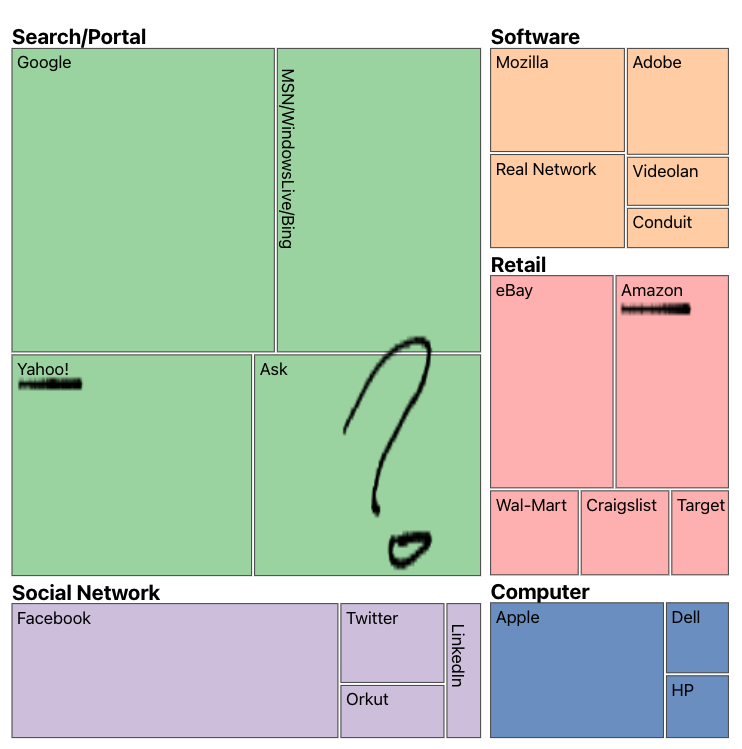 Search/Portal
Google
MSN/WindowsLive/Bing
Yahoo!
Ask
?
Social Network
Facebook
Twitter
Orkut
LinkedIn
Software
Mozilla
Adobe
Real Network
Videolan
Conduit
Retail
eBay
Amazon
Wal-Mart
Craigslist
Target
Computer
Apple
Dell
HP